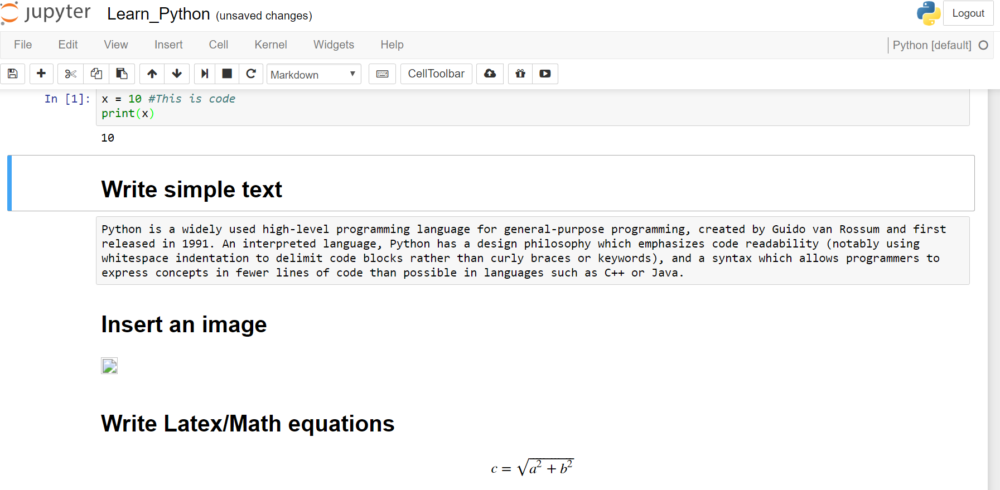 jupyter Learn_Python (unsaved changes) Logout
File Edit View Insert Cell Kernel Widgets Help Python [default]
Markdown CellToolbar
In [1]: x = 10 #This is code
print(x)
10
Write simple text
Python is a widely used high-level programming language for general-purpose programming, created by Guido van Rossum and first
released in 1991. An interpreted language, Python has a design philosophy which emphasizes code readability (notably using
whitespace indentation to delimit code blocks rather than curly braces or keywords), and a syntax which allows programmers to
express concepts in fewer lines of code than possible in languages such as C++ or Java.
Insert an image
Write Latex/Math equations
c = √a² + b²